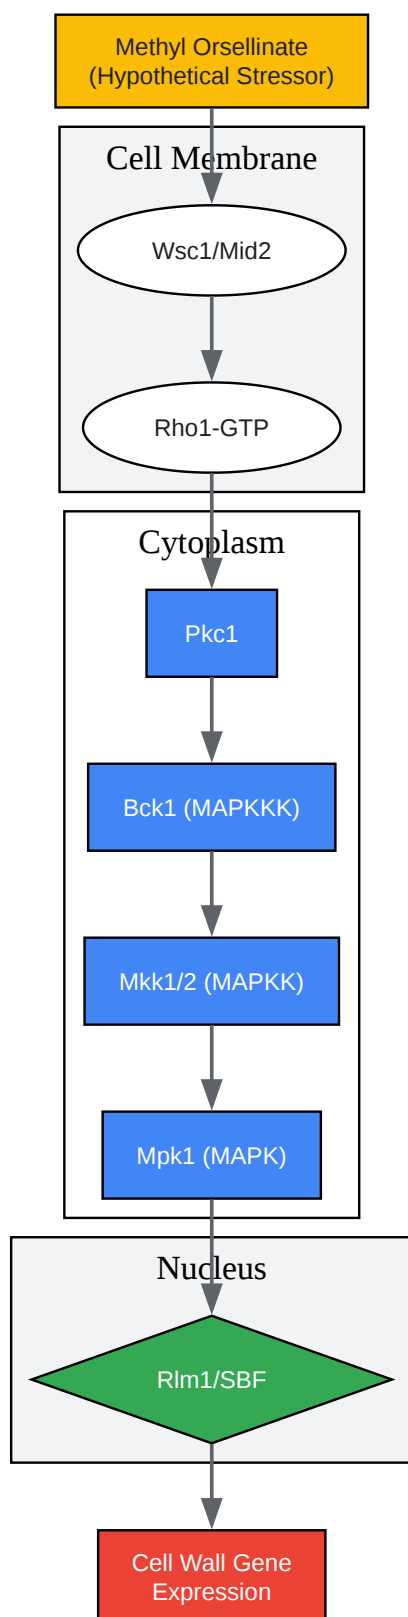 Methyl Orsellinate
(Hypothetical Stressor)
Cell Membrane
Wsc1/Mid2
Rho1-GTP
Cytoplasm
Pkc1
Bck1 (MAPKKK)
Mkk1/2 (MAPKK)
Mpk1 (MAPK)
Nucleus
Rlm1/SBF
Cell Wall Gene
Expression